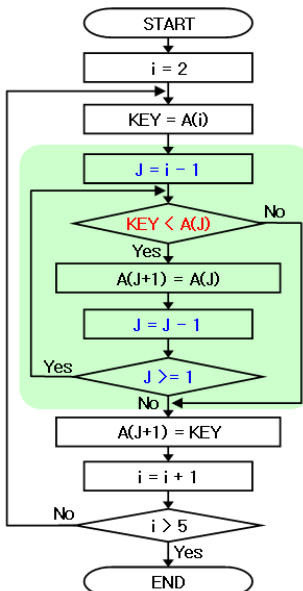 START
i = 2
KEY = A(i)
J = i - 1
KEY < A(J)
No
Yes
A(J+1) = A(J)
J = J - 1
Yes
J >= 1
No
A(J+1) = KEY
i = i + 1
No
i > 5
Yes
END